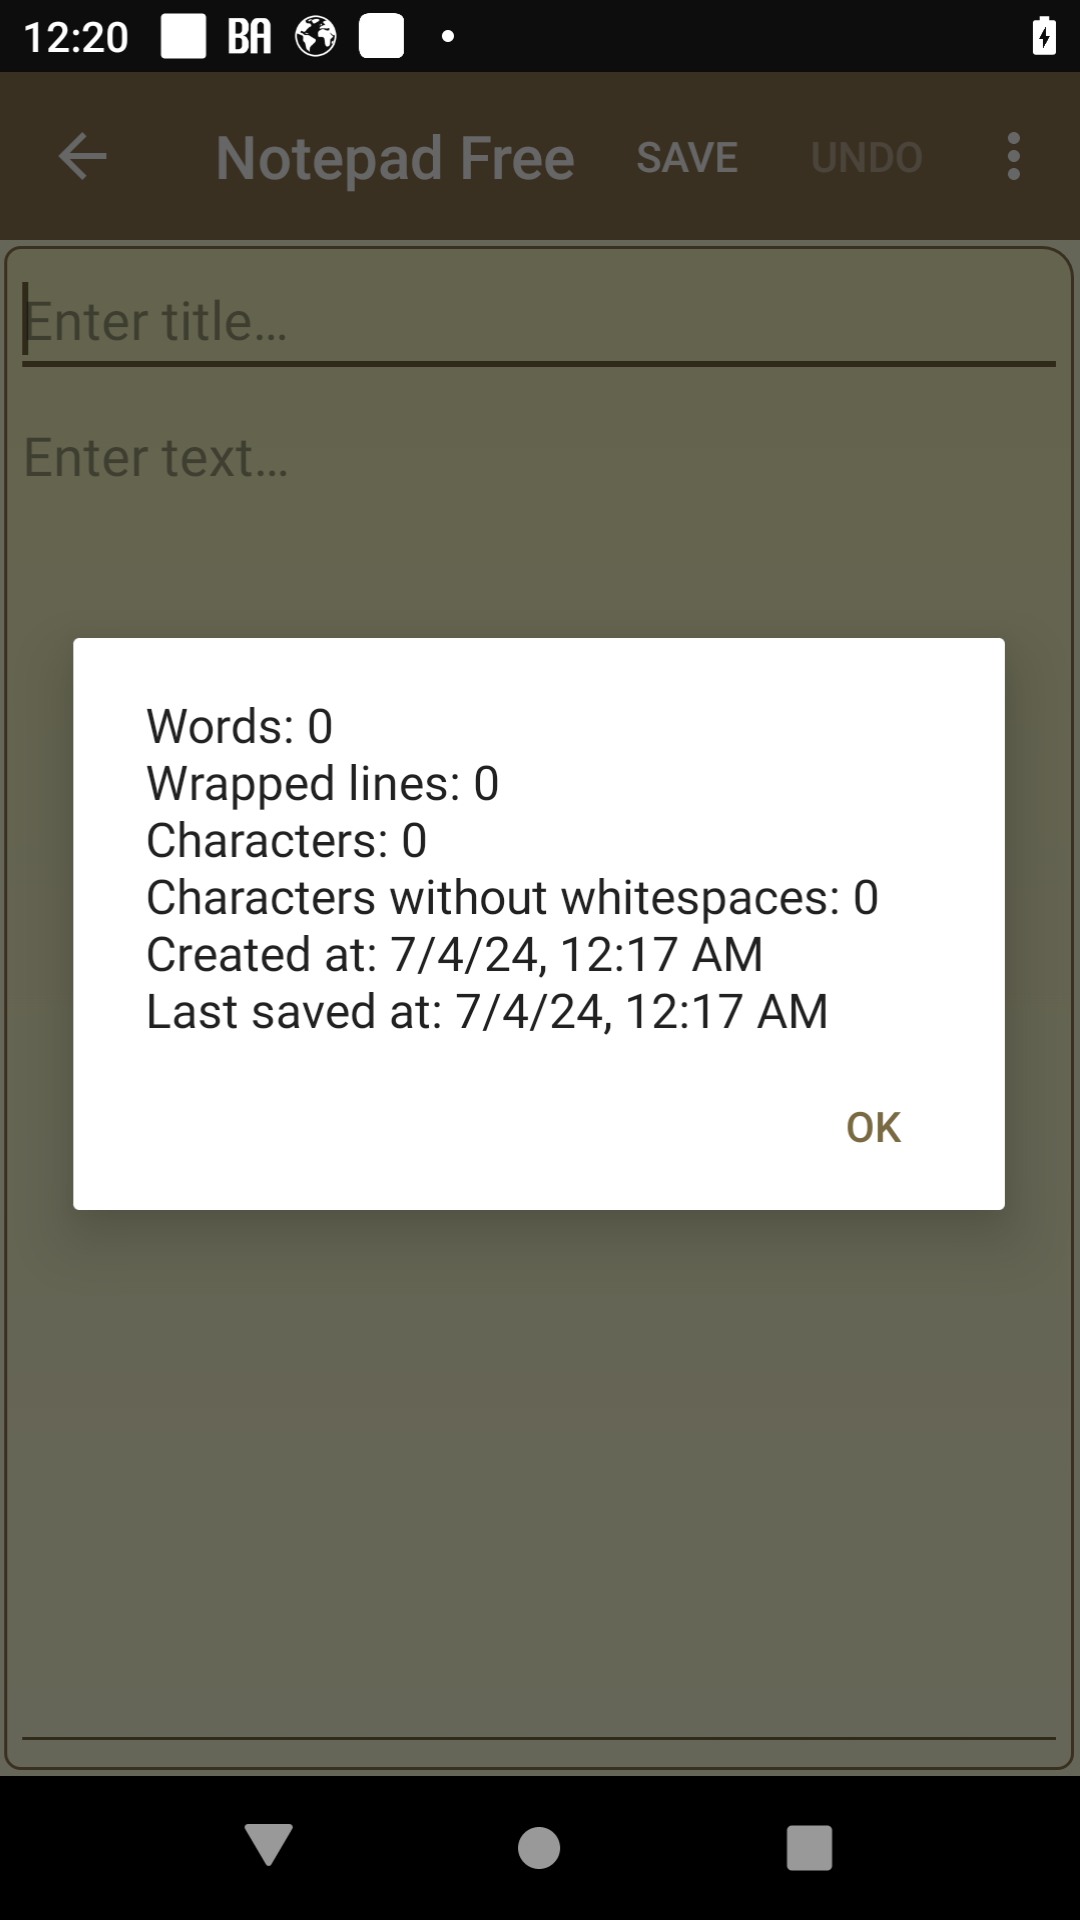 12:20 BA
Notepad Free SAVE UNDO
Enter title...
Enter text...
Words: 0
Wrapped lines: 0
Characters: 0
Characters without whitespaces: 0
Created at: 7/4/24, 12:17 AM
Last saved at: 7/4/24, 12:17 AM
OK